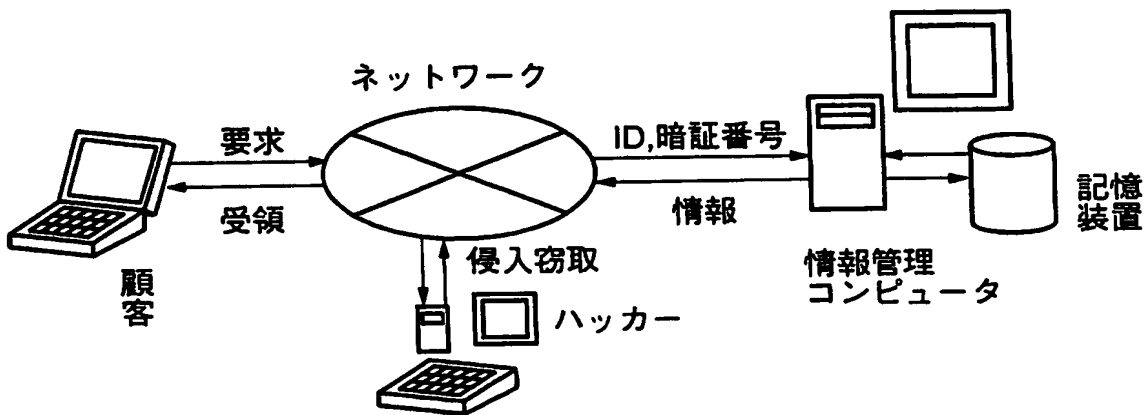 ネットワーク
要求
ID,暗証番号
受領
情報
記憶
装置
侵入窃取
情報管理
コンピュータ
顧客
ハッカー